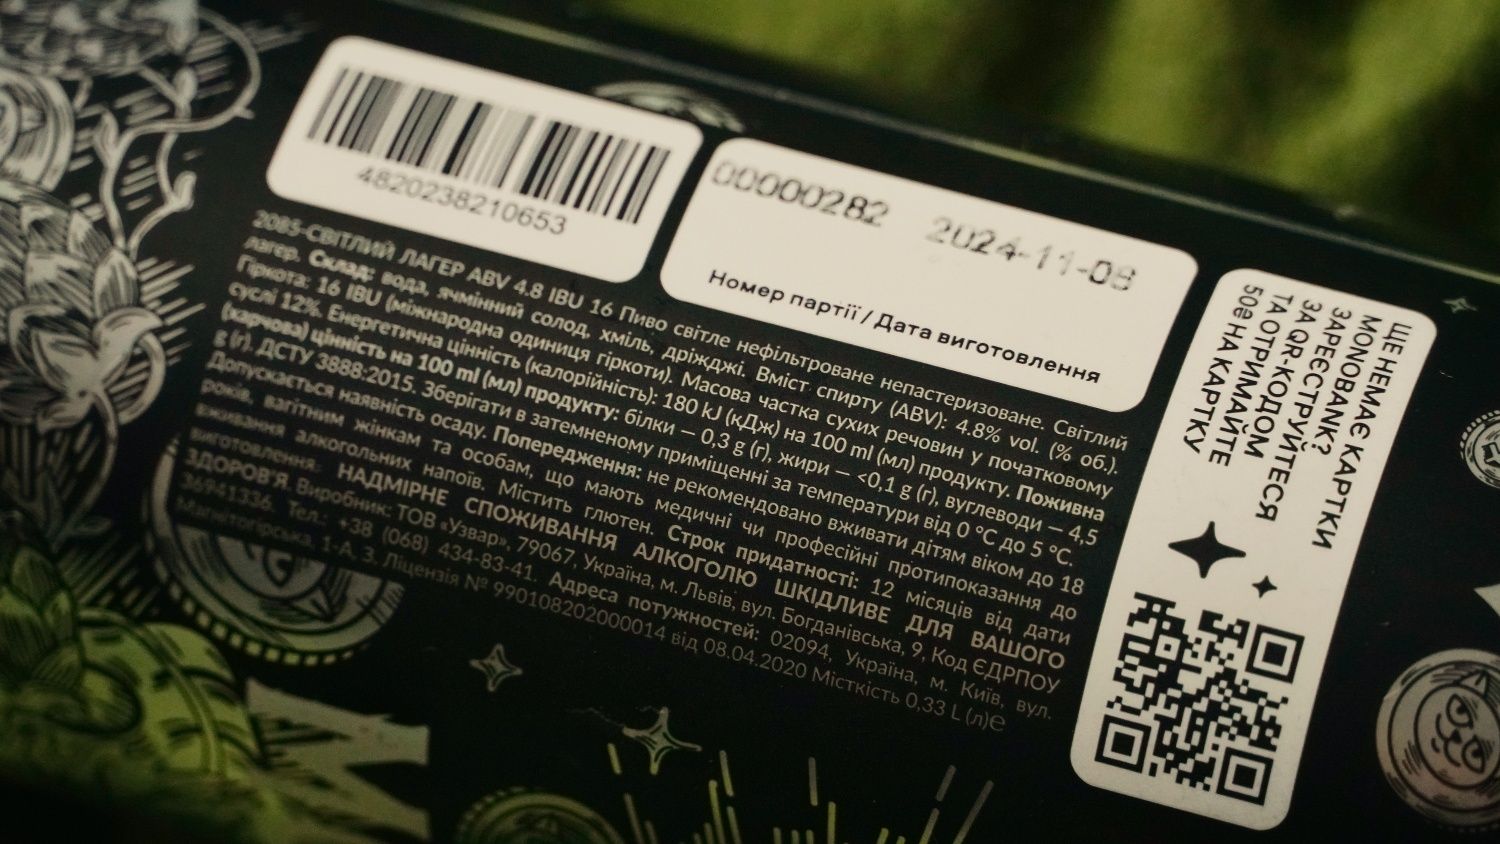 4820238210653
00000282 2024-11-08
Номер партії / Дата виготовлення
2085-СВІТЛИЙ ЛАГЕР ABV 4.8 IBU 16 Пиво світле нефільтроване непастеризоване. Світлий
лагер. Склад: вода, ячмінний солод, хміль, дріжджі. Вміст спирту (ABV): 4.8% vol. (% об.).
Гіркота: 16 IBU (міжнародна одиниця гіркоти). Масова частка сухих речовин у початковому
суслі 12%. Енергетична цінність (калорійність): 180 kJ (кДж) на 100 ml (мл) продукту. Поживна
(харчова) цінність на 100 ml (мл) продукту: білки — 0,3 g (г), жири — <0,1 g (г), вуглеводи — 4,5
g (г). ДСТУ 3888:2015. Зберігати в затемненому приміщенні за температури від 0 °C до 5 °C.
Допускається наявність осаду. Попередження: не рекомендовано вживати дітям віком до 18
років, вагітним жінкам та особам, що мають медичні чи професійні протипоказання до
вживання алкогольних напоїв. Містить глютен. Строк придатності: 12 місяців від дати
виготовлення. НАДМІРНЕ СПОЖИВАННЯ АЛКОГОЛЮ ШКІДЛИВЕ ДЛЯ ВАШОГО
ЗДОРОВ'Я. Виробник: ТОВ «Узвар», 79067, Україна, м. Львів, вул. Богданівська, 9, Код ЄДРПОУ
36941336. Тел.: +38 (068) 434-83-41. Адреса потужностей: 02094, Україна, м. Київ, вул.
Магнітогірська, 1-А, 3. Ліцензія № 990108202000014 від 08.04.2020 Місткість 0,33 L (л)℮
ЩЕ НЕМАЄ КАРТКИ
MONOBANK?
ЗАРЕЄСТРУЙТЕСЯ
ЗА QR-КОДОМ
ТА ОТРИМАЙТЕ
50₴ НА КАРТКУ